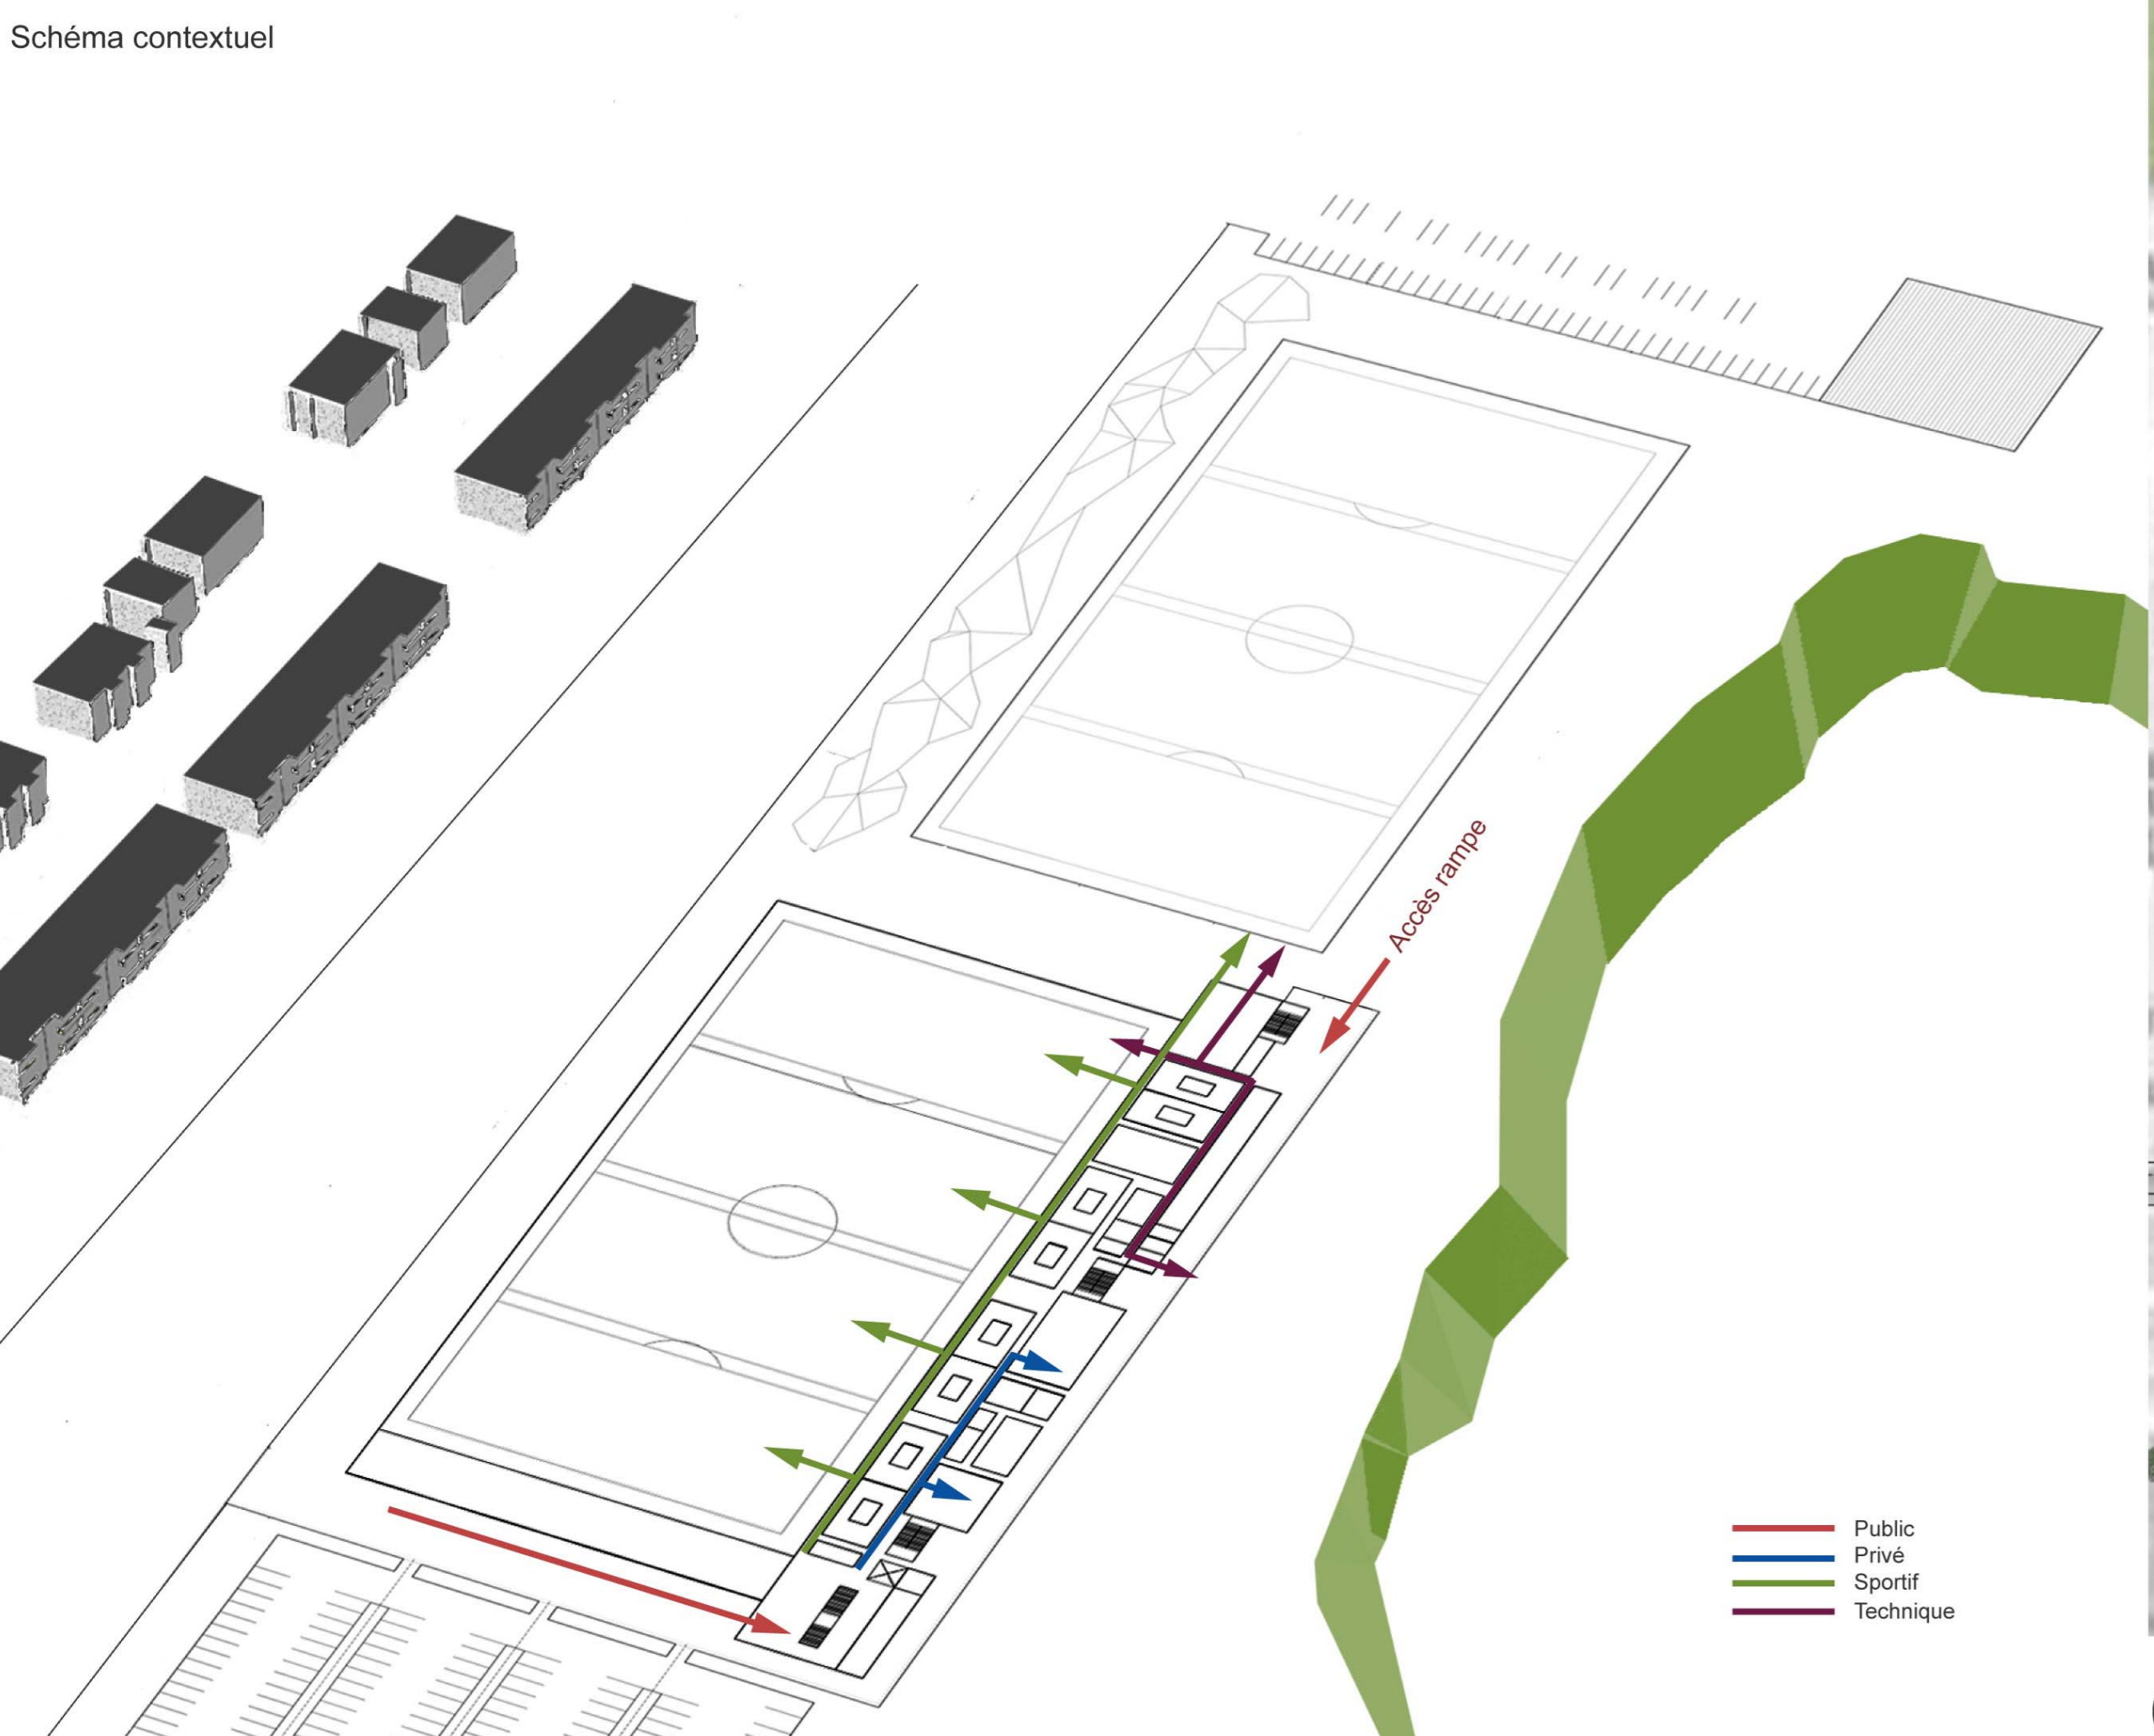 Schéma contextuel
Accès rampe
Public
Privé
Sportif
Technique